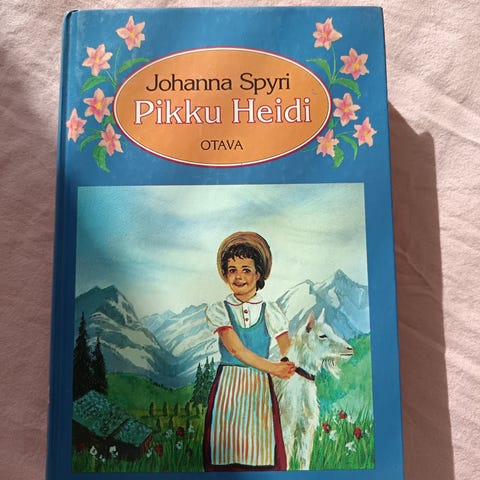 Johanna Spyri
Pikku Heidi
OTAVA